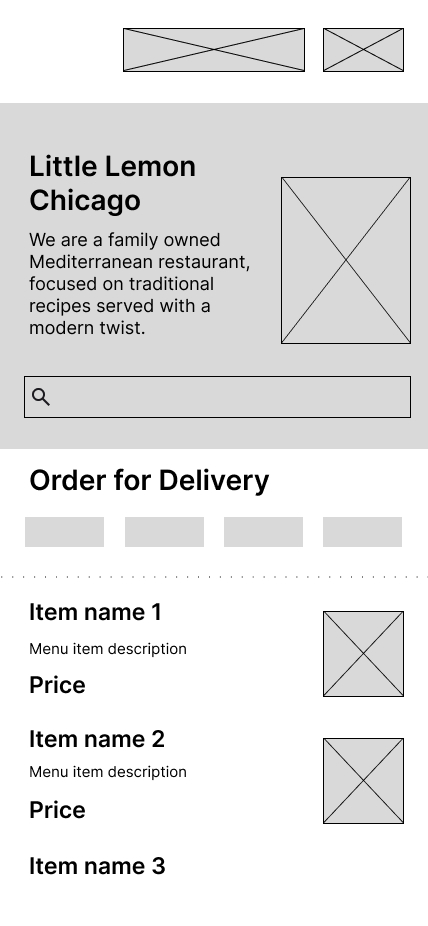 Little Lemon
Chicago
We are a family owned
Mediterranean restaurant,
focused on traditional
recipes served with a
modern twist.
Order for Delivery
Item name 1
Menu item description
Price
Item name 2
Menu item description
Price
Item name 3